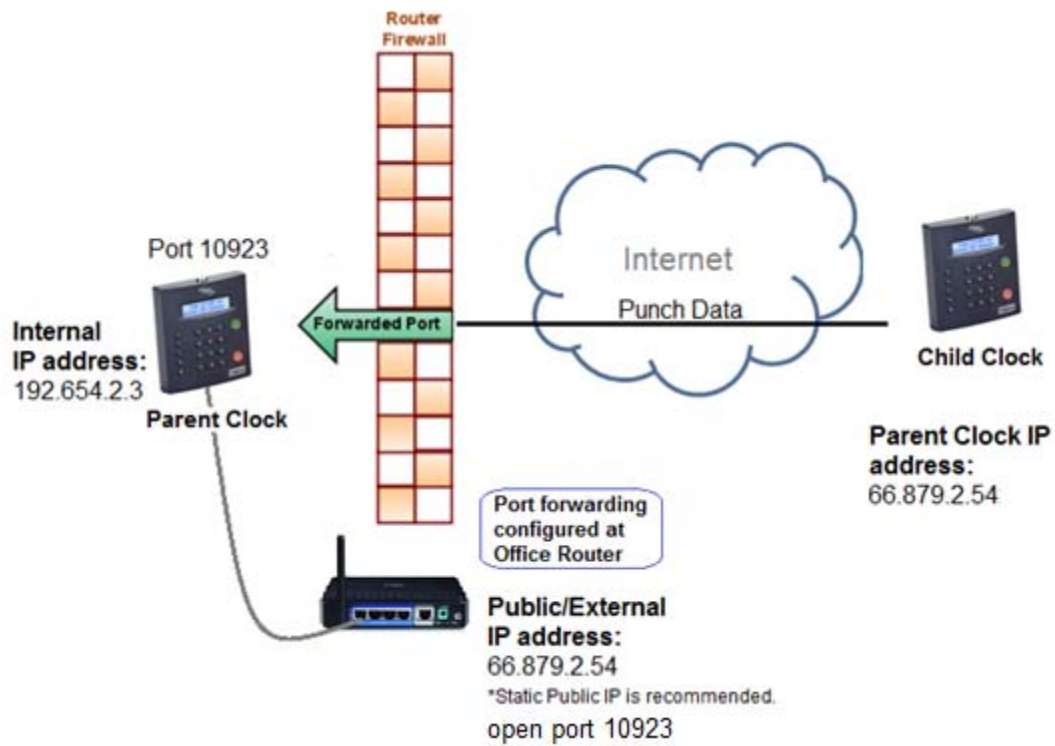 Router
Firewall
Port 10923
Internet
Punch Data
Forwarded Port
Internal
IP address:
192.654.2.3
Parent Clock
Child Clock
Parent Clock IP
address:
66.879.2.54
Port forwarding
configured at
Office Router
Public/External
IP address:
66.879.2.54
*Static Public IP is recommended.
open port 10923